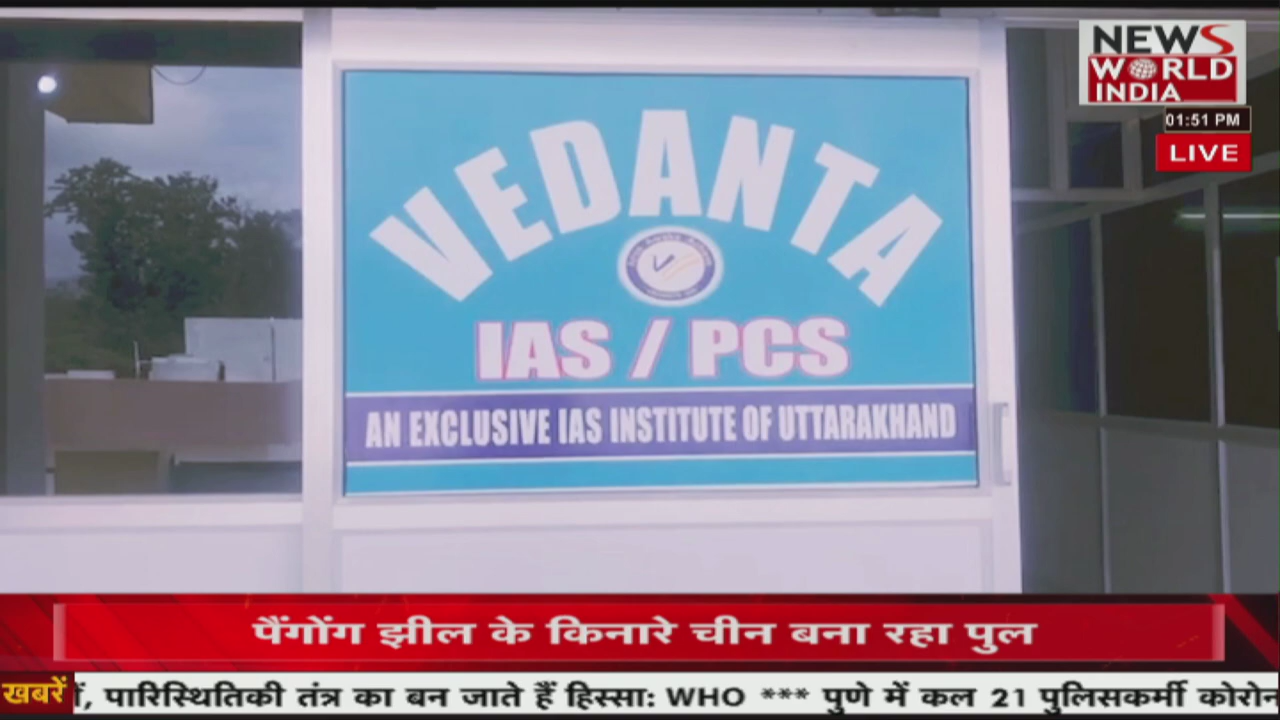 NEWS
WORLD
INDIA
01:51 PM
LIVE
VEDANTA
IAS / PCS
AN EXCLUSIVE IAS INSTITUTE OF UTTARAKHAND
पैंगोंग झील के किनारे चीन बना रहा पुल
खबरें
पारिस्थितिकी तंत्र का बन जाते हैं हिस्सा: WHO *** पुणे में कल 21 पुलिसकर्मी